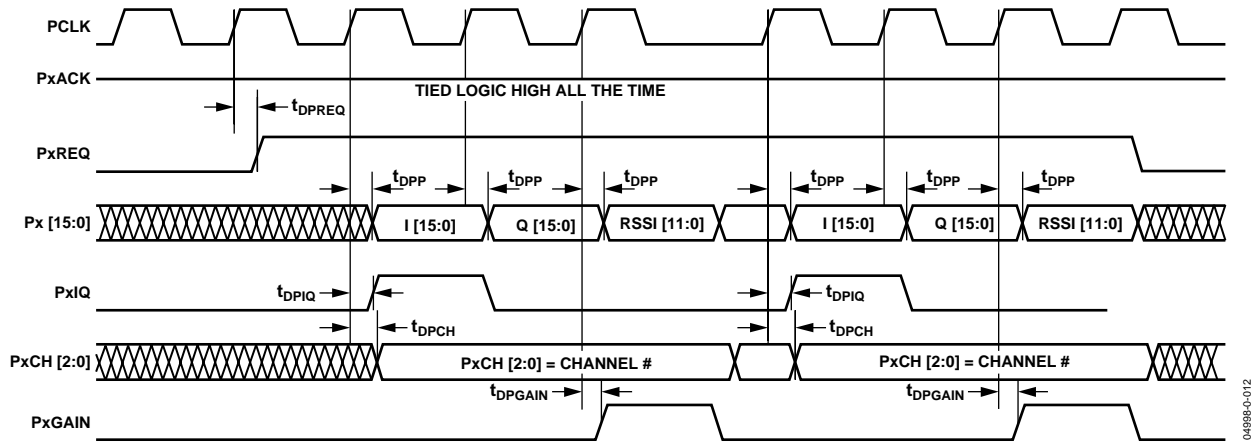 PCLK
PxACK
TIED LOGIC HIGH ALL THE TIME
tDPREQ
PxREQ
tDPP tDPP tDPP tDPP tDPP tDPP
Px [15:0] I [15:0] Q [15:0] RSSI [11:0] I [15:0] Q [15:0] RSSI [11:0]
PxIQ tDPIQ tDPIQ
tDPCH tDPCH
PxCH [2:0] PxCH [2:0] = CHANNEL # PxCH [2:0] = CHANNEL #
tDPGAIN tDPGAIN
PxGAIN
04998-0-012